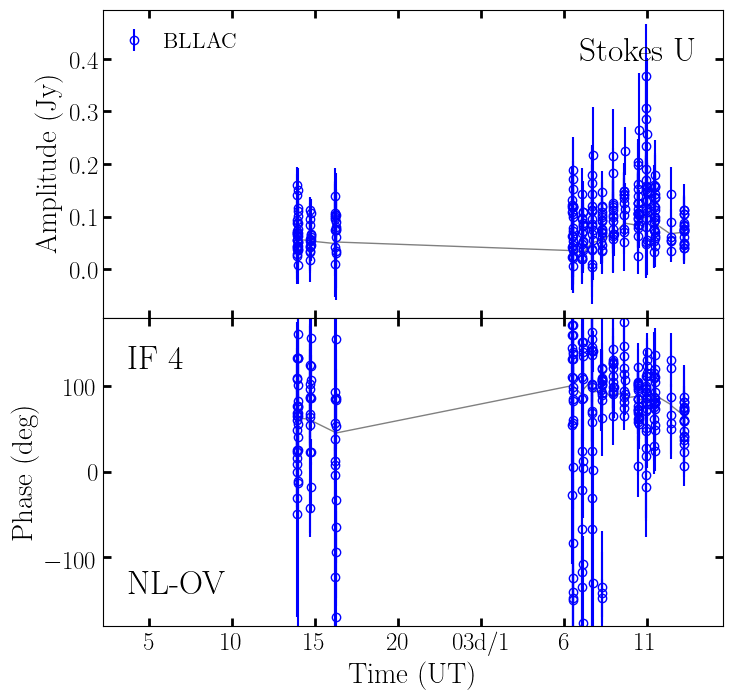 BLLAC
Stokes U
0.4
0.3
0.2
0.1
0.0
Amplitude (Jy)
IF 4
100
0
−100
Phase (deg)
NL-OV
5 10 15 20 03d/1 6 11
Time (UT)